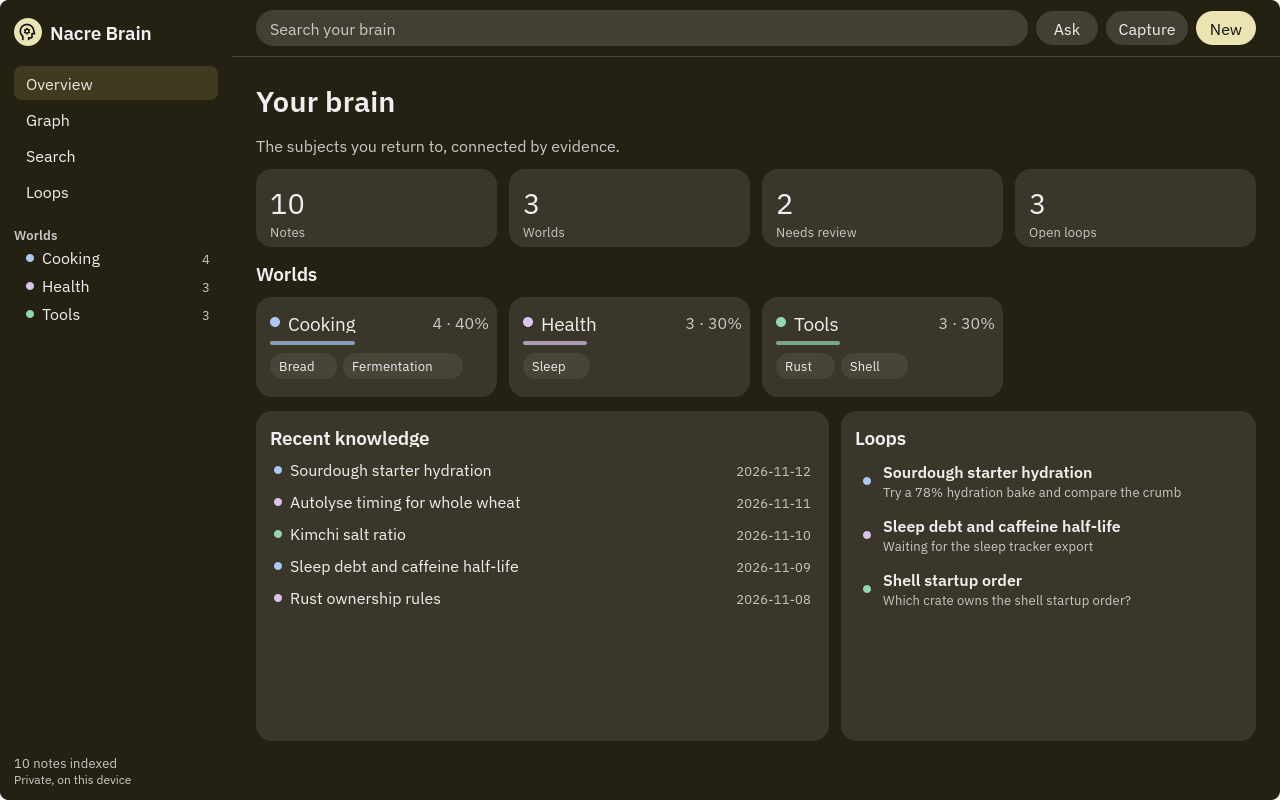 Nacre Brain
Search your brain
Ask
Capture
New
Overview
Graph
Search
Loops
Worlds
Cooking 4
Health 3
Tools 3
Your brain
The subjects you return to, connected by evidence.
10
Notes
3
Worlds
2
Needs review
3
Open loops
Worlds
Cooking 4 · 40%
Bread Fermentation
Health 3 · 30%
Sleep
Tools 3 · 30%
Rust Shell
Recent knowledge
Sourdough starter hydration 2026-11-12
Autolyse timing for whole wheat 2026-11-11
Kimchi salt ratio 2026-11-10
Sleep debt and caffeine half-life 2026-11-09
Rust ownership rules 2026-11-08
Loops
Sourdough starter hydration
Try a 78% hydration bake and compare the crumb
Sleep debt and caffeine half-life
Waiting for the sleep tracker export
Shell startup order
Which crate owns the shell startup order?
10 notes indexed
Private, on this device